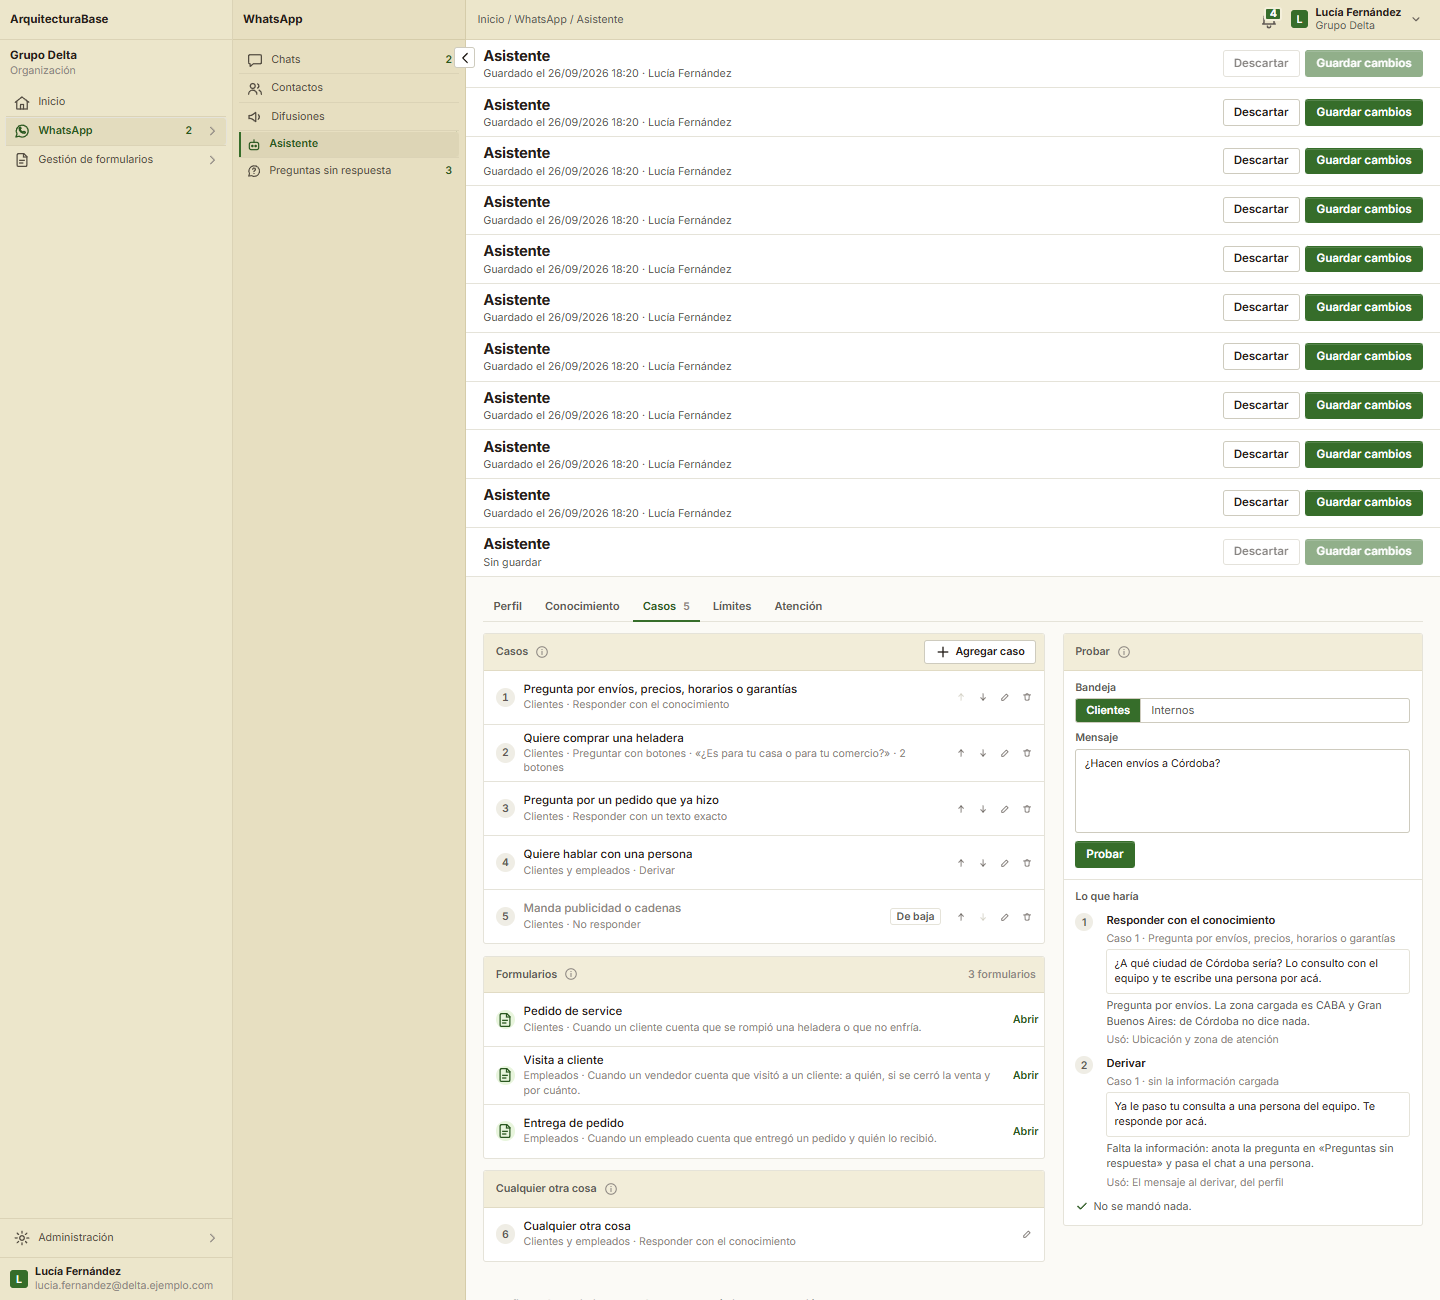 ArquitecturaBase
Grupo Delta
Organización
Inicio
WhatsApp 2
Gestión de formularios
Administración
L
Lucía Fernández
lucia.fernandez@delta.ejemplo.com
WhatsApp
Chats 2
Contactos
Difusiones
Asistente
Preguntas sin respuesta 3
Inicio / WhatsApp / Asistente
4
L
Lucía Fernández
Grupo Delta
Asistente
Guardado el 26/09/2026 18:20 · Lucía Fernández
Descartar Guardar cambios
Asistente
Guardado el 26/09/2026 18:20 · Lucía Fernández
Descartar Guardar cambios
Asistente
Guardado el 26/09/2026 18:20 · Lucía Fernández
Descartar Guardar cambios
Asistente
Guardado el 26/09/2026 18:20 · Lucía Fernández
Descartar Guardar cambios
Asistente
Guardado el 26/09/2026 18:20 · Lucía Fernández
Descartar Guardar cambios
Asistente
Guardado el 26/09/2026 18:20 · Lucía Fernández
Descartar Guardar cambios
Asistente
Guardado el 26/09/2026 18:20 · Lucía Fernández
Descartar Guardar cambios
Asistente
Guardado el 26/09/2026 18:20 · Lucía Fernández
Descartar Guardar cambios
Asistente
Guardado el 26/09/2026 18:20 · Lucía Fernández
Descartar Guardar cambios
Asistente
Guardado el 26/09/2026 18:20 · Lucía Fernández
Descartar Guardar cambios
Asistente
Sin guardar
Descartar Guardar cambios
Perfil Conocimiento Casos 5 Límites Atención
Casos
Agregar caso
1
Pregunta por envíos, precios, horarios o garantías
Clientes · Responder con el conocimiento
2
Quiere comprar una heladera
Clientes · Preguntar con botones · «¿Es para tu casa o para tu comercio?» · 2
botones
3
Pregunta por un pedido que ya hizo
Clientes · Responder con un texto exacto
4
Quiere hablar con una persona
Clientes y empleados · Derivar
5
Manda publicidad o cadenas
Clientes · No responder
De baja
Formularios
3 formularios
Pedido de service
Clientes · Cuando un cliente cuenta que se rompió una heladera o que no enfría.
Abrir
Visita a cliente
Empleados · Cuando un vendedor cuenta que visitó a un cliente: a quién, si se cerró la venta y
por cuánto.
Abrir
Entrega de pedido
Empleados · Cuando un empleado cuenta que entregó un pedido y quién lo recibió.
Abrir
Cualquier otra cosa
6
Cualquier otra cosa
Clientes y empleados · Responder con el conocimiento
Probar
Bandeja
Clientes Internos
Mensaje
¿Hacen envíos a Córdoba?
Probar
Lo que haría
1
Responder con el conocimiento
Caso 1 · Pregunta por envíos, precios, horarios o garantías
¿A qué ciudad de Córdoba sería? Lo consulto con el
equipo y te escribe una persona por acá.
Pregunta por envíos. La zona cargada es CABA y Gran
Buenos Aires: de Córdoba no dice nada.
Usó: Ubicación y zona de atención
2
Derivar
Caso 1 · sin la información cargada
Ya le paso tu consulta a una persona del equipo. Te
responde por acá.
Falta la información: anota la pregunta en «Preguntas sin
respuesta» y pasa el chat a una persona.
Usó: El mensaje al derivar, del perfil
No se mandó nada.